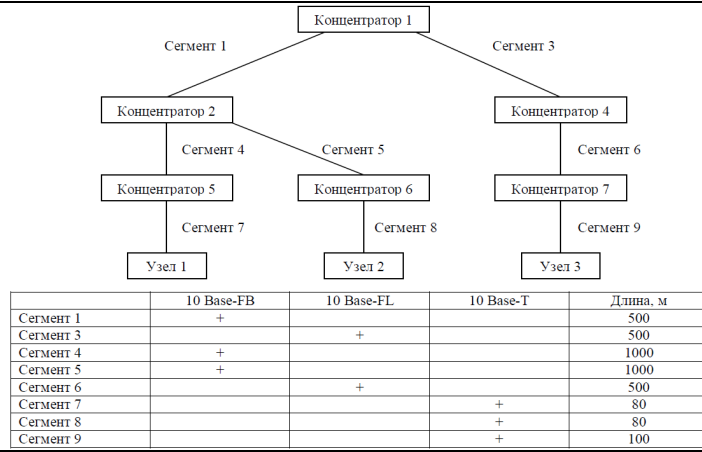 Концентратор 1
Сегмент 1
Сегмент 3
Концентратор 2
Концентратор 4
Сегмент 4
Сегмент 5
Сегмент 6
Концентратор 5
Концентратор 6
Концентратор 7
Сегмент 7
Сегмент 8
Сегмент 9
Узел 1
Узел 2
Узел 3
10 Base-FB 10 Base-FL 10 Base-T Длина, м
Сегмент 1 + 500
Сегмент 3 + 500
Сегмент 4 + 1000
Сегмент 5 + 1000
Сегмент 6 + 500
Сегмент 7 + 80
Сегмент 8 + 80
Сегмент 9 + 100